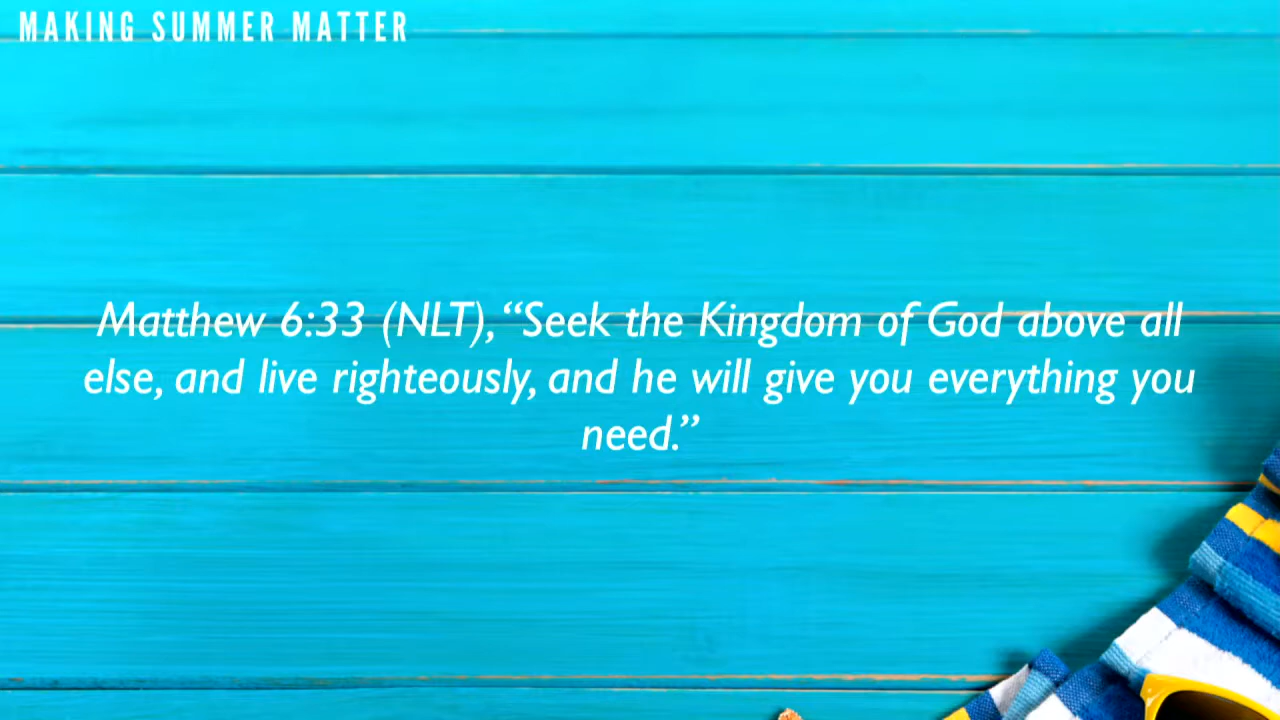 MAKING SUMMER MATTER
Matthew 6:33 (NLT), “Seek the Kingdom of God above all
else, and live righteously, and he will give you everything you
need.”